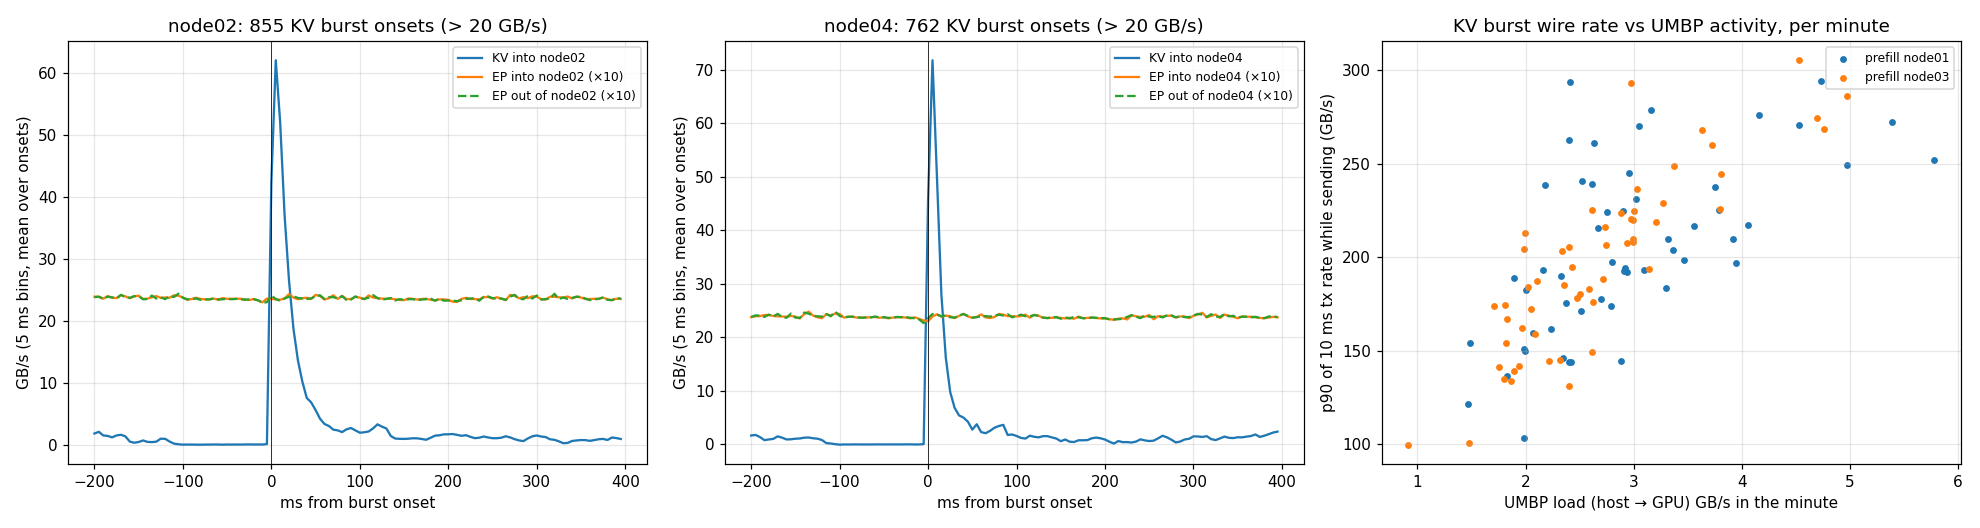 node02: 855 KV burst onsets (> 20 GB/s)
GB/s (5 ms bins, mean over onsets)
60
50
40
30
20
10
0
KV into node02
EP into node02 (×10)
EP out of node02 (×10)
−200
−100
0
100
200
300
400
ms from burst onset
node04: 762 KV burst onsets (> 20 GB/s)
GB/s (5 ms bins, mean over onsets)
70
60
50
40
30
20
10
0
KV into node04
EP into node04 (×10)
EP out of node04 (×10)
−200
−100
0
100
200
300
400
ms from burst onset
KV burst wire rate vs UMBP activity, per minute
p90 of 10 ms tx rate while sending (GB/s)
300
250
200
150
100
prefill node01
prefill node03
1
2
3
4
5
6
UMBP load (host → GPU) GB/s in the minute